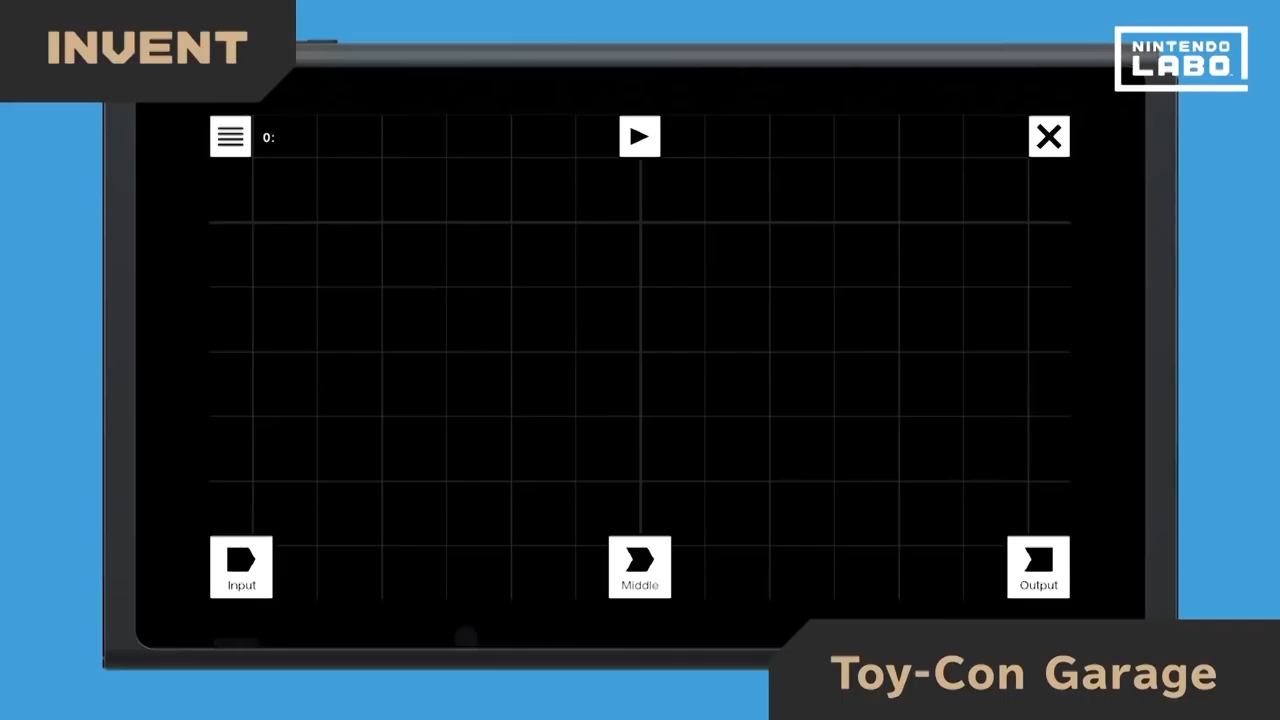 INVENT
NINTENDO
LABO
0:
Input
Middle
Output
Toy-Con Garage